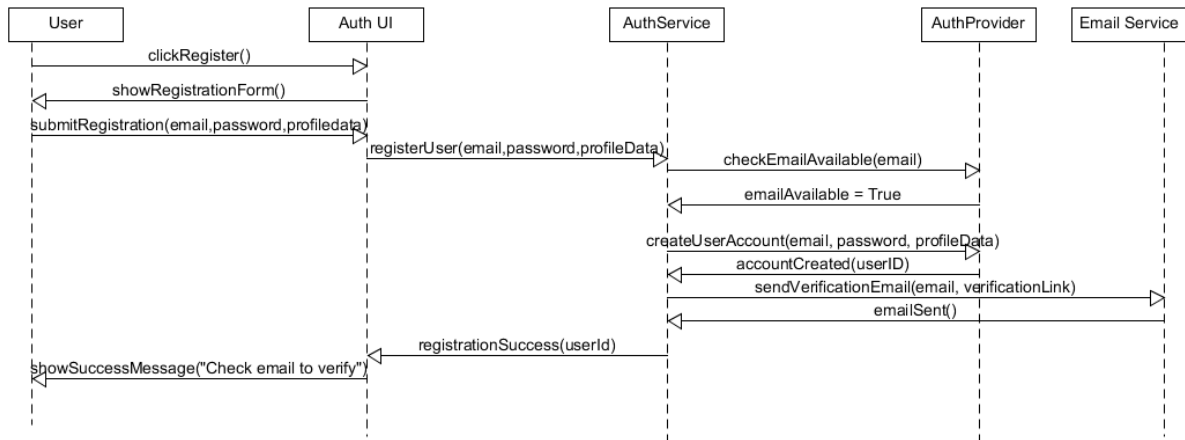 User
Auth UI
AuthService
AuthProvider
Email Service
clickRegister()
showRegistrationForm()
submitRegistration(email,password,profiledata)
registerUser(email,password,profileData)
checkEmailAvailable(email)
emailAvailable = True
createUserAccount(email, password, profileData)
accountCreated(userID)
sendVerificationEmail(email, verificationLink)
emailSent()
registrationSuccess(userId)
showSuccessMessage("Check email to verify")